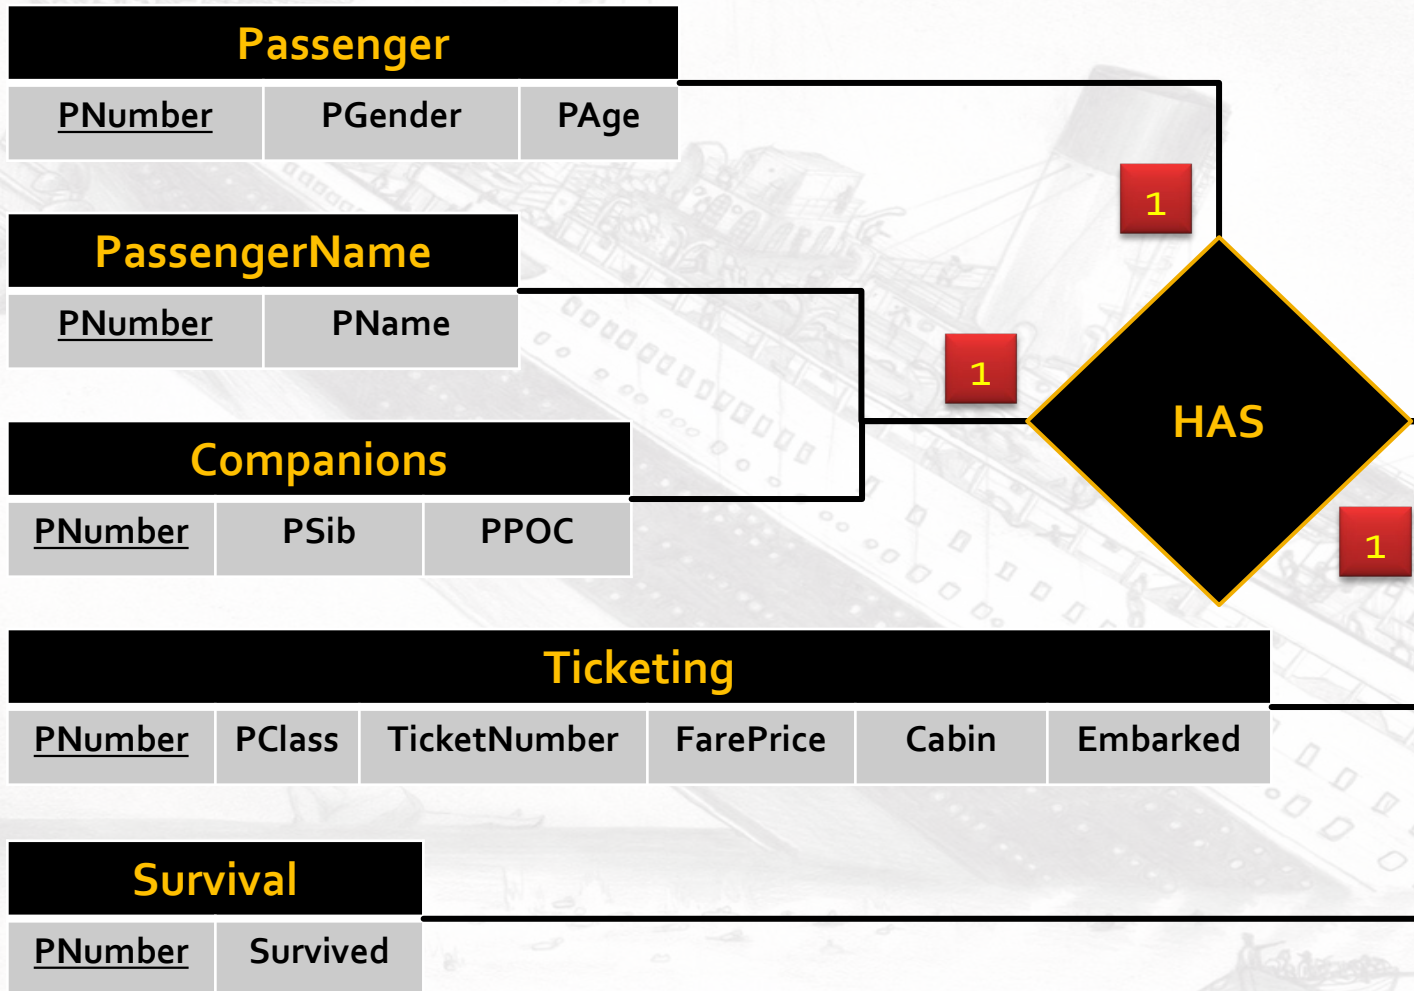 Passenger
PNumber PGender PAge
1
PassengerName
PNumber PName
1
HAS
Companions
PNumber PSib PPOC
1
Ticketing
PNumber PClass TicketNumber FarePrice Cabin Embarked
Survival
PNumber Survived